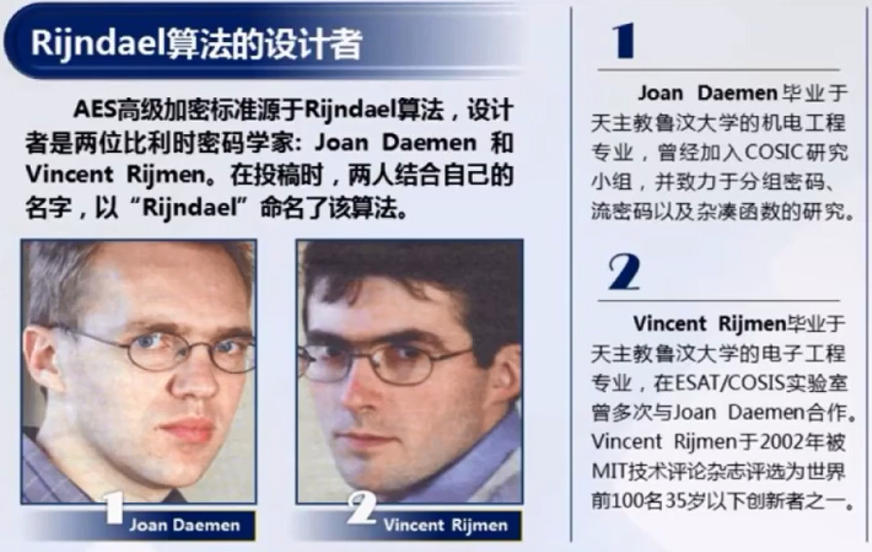 Rijndael算法的设计者
AES高级加密标准源于Rijndael算法，设计
者是两位比利时密码学家: Joan Daemen 和
Vincent Rijmen。在投稿时，两人结合自己的
名字，以“Rijndael”命名了该算法。
1 Joan Daemen
2 Vincent Rijmen
1
Joan Daemen毕业于
天主教鲁汶大学的机电工程
专业，曾经加入COSIC研究
小组，并致力于分组密码、
流密码以及杂凑函数的研究。
2
Vincent Rijmen毕业于
天主教鲁汶大学的电子工程
专业，在ESAT/COSIS实验室
曾多次与Joan Daemen合作。
Vincent Rijmen于2002年被
MIT技术评论杂志评选为世界
前100名35岁以下创新者之一。